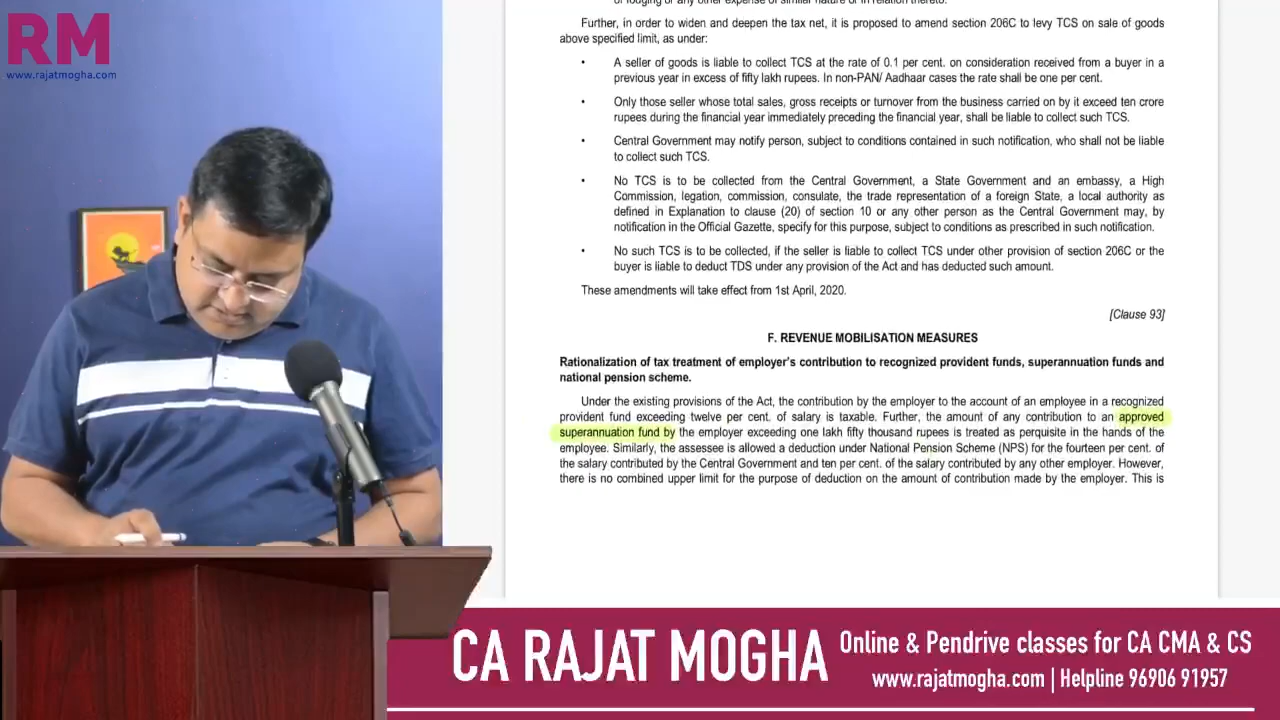 RM
www.rajatmogha.com
Further, in order to widen and deepen the tax net, it is proposed to amend section 206C to levy TCS on sale of goods
above specified limit, as under:
• A seller of goods is liable to collect TCS at the rate of 0.1 per cent. on consideration received from a buyer in a
previous year in excess of fifty lakh rupees. In non-PAN/ Aadhaar cases the rate shall be one per cent.
• Only those seller whose total sales, gross receipts or turnover from the business carried on by it exceed ten crore
rupees during the financial year immediately preceding the financial year, shall be liable to collect such TCS.
• Central Government may notify person, subject to conditions contained in such notification, who shall not be liable
to collect such TCS.
• No TCS is to be collected from the Central Government, a State Government and an embassy, a High
Commission, legation, commission, consulate, the trade representation of a foreign State, a local authority as
defined in Explanation to clause (20) of section 10 or any other person as the Central Government may, by
notification in the Official Gazette, specify for this purpose, subject to conditions as prescribed in such notification.
• No such TCS is to be collected, if the seller is liable to collect TCS under other provision of section 206C or the
buyer is liable to deduct TDS under any provision of the Act and has deducted such amount.
These amendments will take effect from 1st April, 2020.
[Clause 93]
F. REVENUE MOBILISATION MEASURES
Rationalization of tax treatment of employer's contribution to recognized provident funds, superannuation funds and
national pension scheme.
Under the existing provisions of the Act, the contribution by the employer to the account of an employee in a recognized
provident fund exceeding twelve per cent. of salary is taxable. Further, the amount of any contribution to an approved
superannuation fund by the employer exceeding one lakh fifty thousand rupees is treated as perquisite in the hands of the
employee. Similarly, the assessee is allowed a deduction under National Pension Scheme (NPS) for the fourteen per cent. of
the salary contributed by the Central Government and ten per cent. of the salary contributed by any other employer. However,
there is no combined upper limit for the purpose of deduction on the amount of contribution made by the employer. This is
CA RAJAT MOGHA
Online & Pendrive classes for CA CMA & CS
www.rajatmogha.com | Helpline 96906 91957